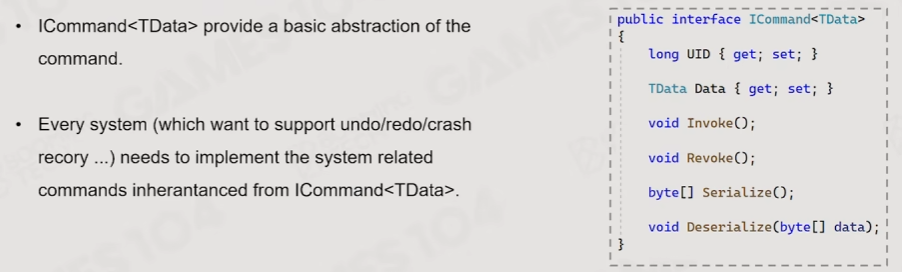 • ICommand<TData> provide a basic abstraction of the
command.
• Every system (which want to support undo/redo/crash
recory ...) needs to implement the system related
commands inherantanced from ICommand<TData>.
public interface ICommand<TData>
{
long UID { get; set; }
TData Data { get; set; }
void Invoke();
void Revoke();
byte[] Serialize();
void Deserialize(byte[] data);
}
GAMES104
GAMES104
GAMES104